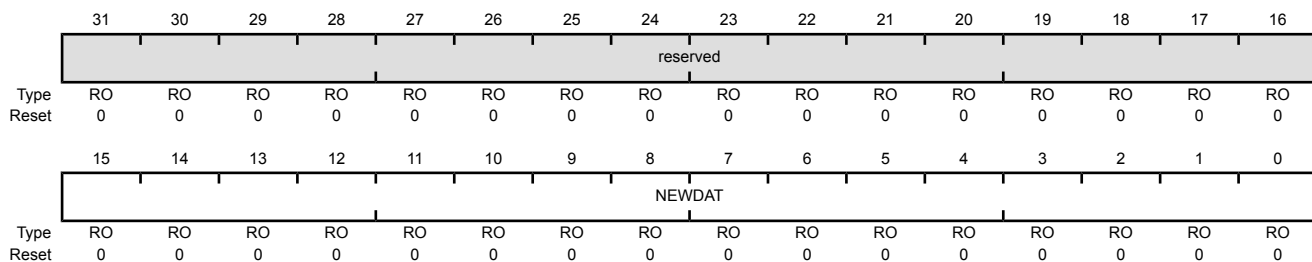 31 30 29 28 27 26 25 24 23 22 21 20 19 18 17 16
reserved
Type RO RO RO RO RO RO RO RO RO RO RO RO RO RO RO RO
Reset 0 0 0 0 0 0 0 0 0 0 0 0 0 0 0 0
15 14 13 12 11 10 9 8 7 6 5 4 3 2 1 0
NEWDAT
Type RO RO RO RO RO RO RO RO RO RO RO RO RO RO RO RO
Reset 0 0 0 0 0 0 0 0 0 0 0 0 0 0 0 0